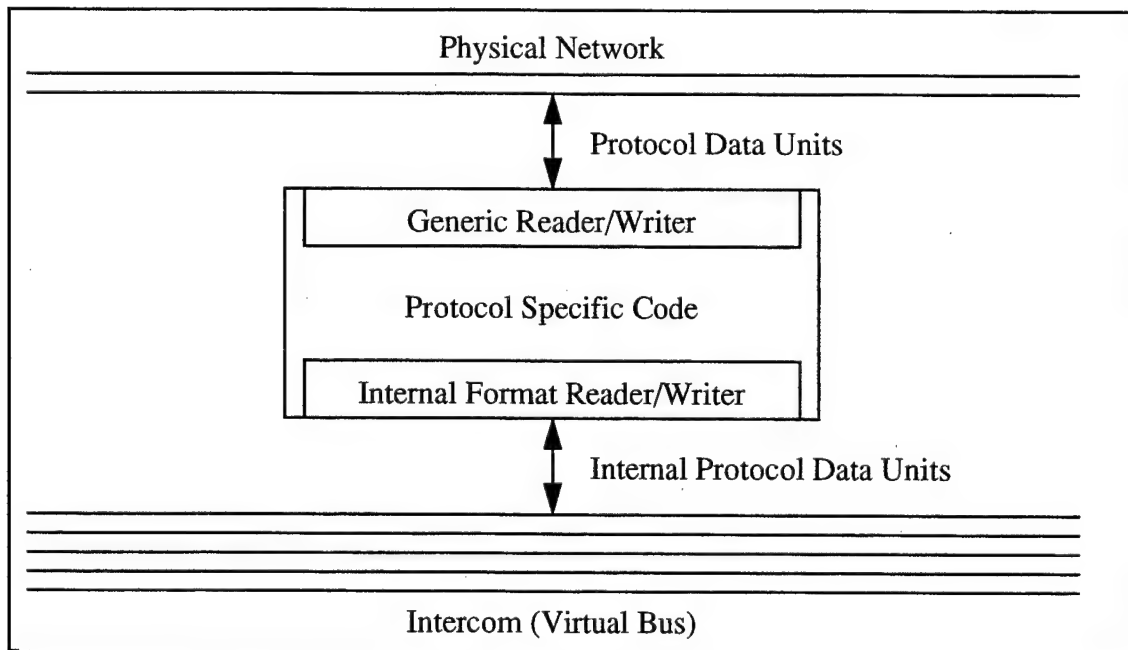 Physical Network
Protocol Data Units
Generic Reader/Writer
Protocol Specific Code
Internal Format Reader/Writer
Internal Protocol Data Units
Intercom (Virtual Bus)